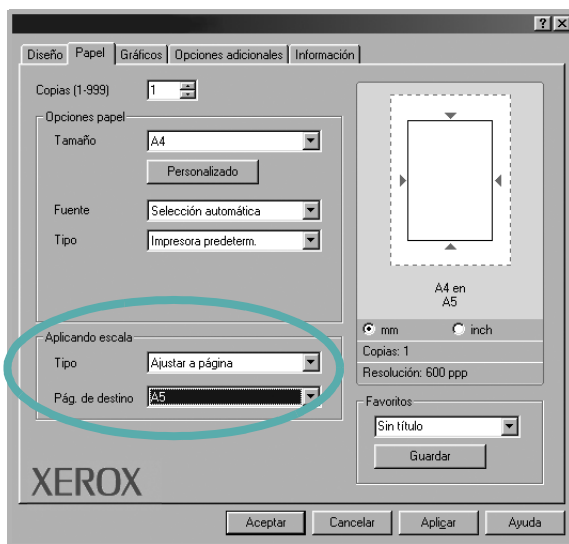 Diseño Papel Gráficos Opciones adicionales Información
Copias (1-999) 1
Opciones papel
Tamaño A4
Personalizado
Fuente Selección automática
Tipo Impresora predeterm.
Aplicando escala
Tipo Ajustar a página
Pág. de destino A5
XEROX
A4 en
A5
mm inch
Copias: 1
Resolución: 600 ppp
Favoritos
Sin título
Guardar
Aceptar Cancelar Aplicar Ayuda